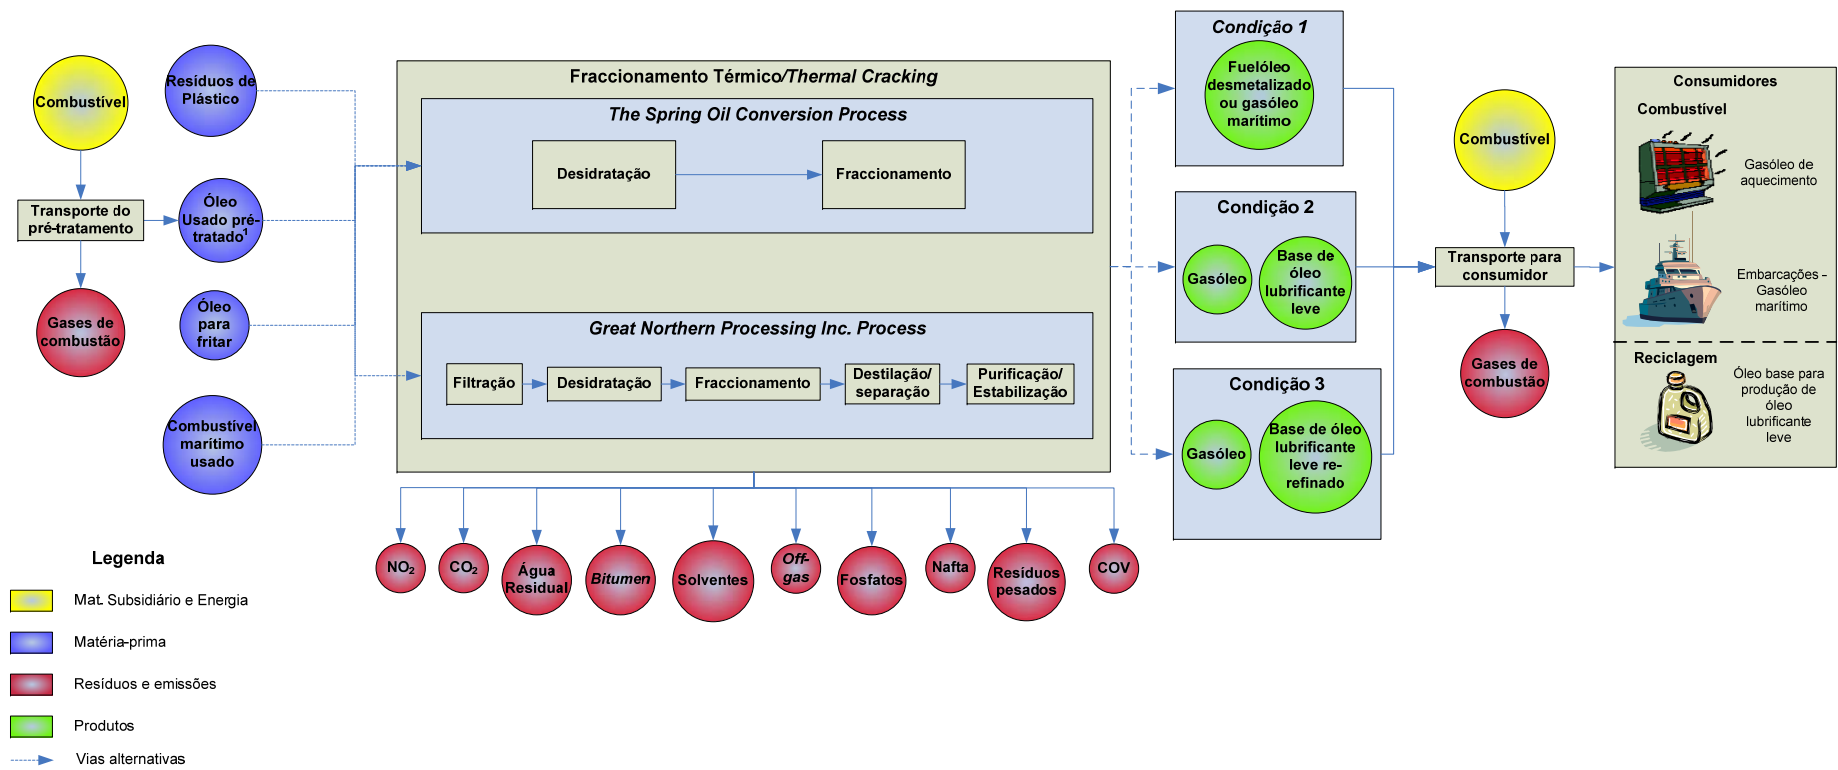 Combustível
Transporte do
pré-tratamento
Gases de
combustão
Resíduos de
Plástico
Óleo
Usado pré-
tratado¹
Óleo
para
fritar
Combustível
marítimo
usado
Fraccionamento Térmico/Thermal Cracking
The Spring Oil Conversion Process
Desidratação
Fraccionamento
Great Northern Processing Inc. Process
Filtração
Desidratação
Fraccionamento
Destilação/
separação
Purificação/
Estabilização
NO₂
CO₂
Água
Residual
Bitumen
Solventes
Off-
gas
Fosfatos
Nafta
Resíduos
pesados
COV
Condição 1
Fuelóleo
desmetalizado
ou gasóleo
marítimo
Condição 2
Gasóleo
Base de
óleo
lubrificante
leve
Condição 3
Gasóleo
Base de óleo
lubrificante
leve re-
refinado
Combustível
Transporte para
consumidor
Gases de
combustão
Consumidores
Combustível
Gasóleo de
aquecimento
Embarcações –
Gasóleo
marítimo
Reciclagem
Óleo base para
produção de
óleo
lubrificante
leve
Legenda
Mat. Subsidiário e Energia
Matéria-prima
Resíduos e emissões
Produtos
Vias alternativas